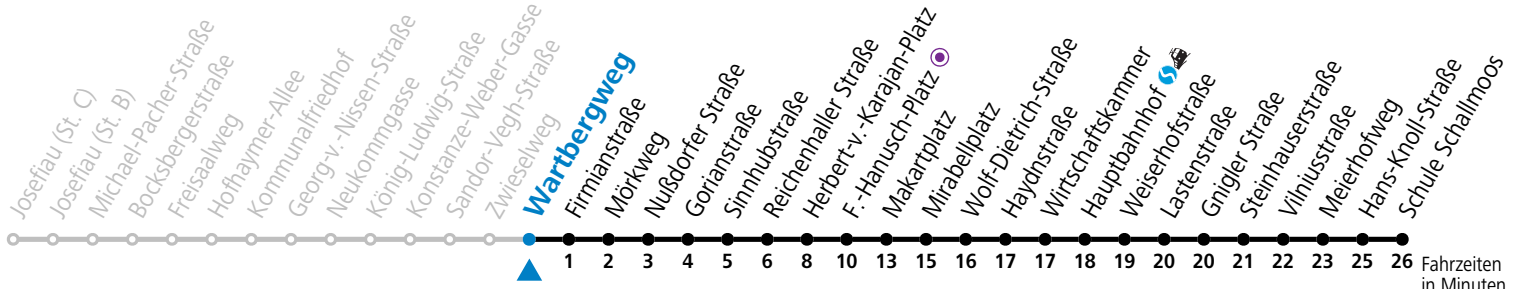 Josefiau (St. C)
Josefiau (St. B)
Michael-Pacher-Straße
Bocksbergerstraße
Freisaalweg
Hofhaymer-Allee
Kommunalfriedhof
Georg-v.-Nissen-Straße
Neukommgasse
König-Ludwig-Straße
Konstanze-Weber-Gasse
Sandor-Vegh-Straße
Zwieselweg
Wartbergweg
Firmianstraße
Mörkweg
Nußdorfer Straße
Gorianstraße
Sinnhubstraße
Reichenhaller Straße
Herbert-v.-Karajan-Platz
F.-Hanusch-Platz
Makartplatz
Mirabellplatz
Wolf-Dietrich-Straße
Haydnstraße
Wirtschaftskammer
Hauptbahnhof
Weiserhofstraße
Lastenstraße
Gnigler Straße
Steinhauserstraße
Vilniusstraße
Meierhofweg
Hans-Knoll-Straße
Schule Schallmoos
1 2 3 4 5 6 8 10 13 15 16 17 17 18 19 20 20 21 22 23 25 26 Fahrzeiten
in Minuten